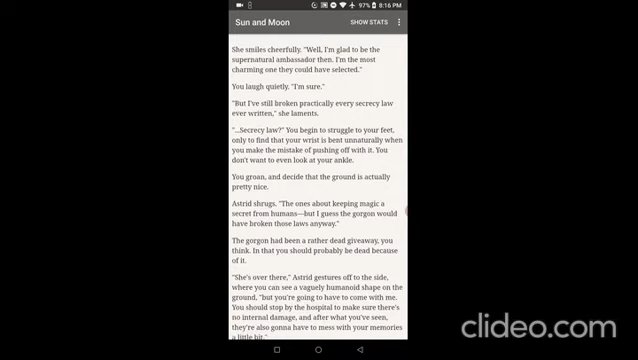 97% 8:16 PM
Sun and Moon
SHOW STATS
She smiles cheerfully. "Well, I'm glad to be the
supernatural ambassador then. I'm the most
charming one they could have selected."
You laugh quietly. "I'm sure."
"But I've still broken practically every secrecy law
ever written," she laments.
"...Secrecy law?" You begin to struggle to your feet,
only to find that your wrist is bent unnaturally when
you make the mistake of pushing off with it. You
don't want to even look at your ankle.
You groan, and decide that the ground is actually
pretty nice.
Astrid shrugs. "The ones about keeping magic a
secret from humans—but I guess the gorgon would
have broken those laws anyway."
The gorgon had been a rather dead giveaway, you
think. In that you should probably be dead because
of it.
"She's over there," Astrid gestures off to the side,
where you can see a vaguely humanoid shape on the
ground, "but you're going to have to come with me.
You should stop by the hospital to make sure there's
no internal damage, and after what you've seen,
they're also gonna have to mess with your memories
a little bit."
clideo.com